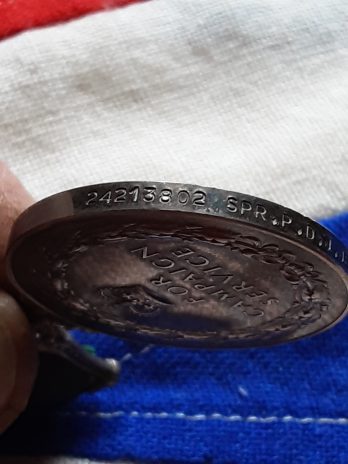 24213802 SPR. P. D.
FOR
CAMPAIGN
SERVICE